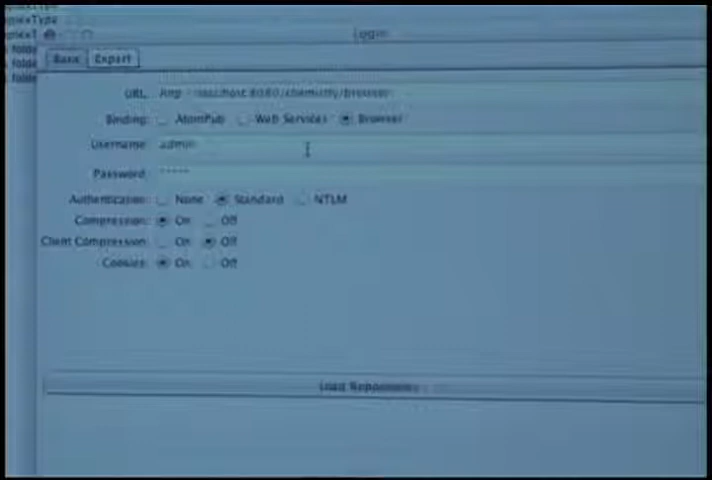 Login
Basic Expert
URL: http://localhost:8080/chemistry/browser
Binding: AtomPub Web Services Browser
Username: admin
Password: •••••
Authentication: None Standard NTLM
Compression: On Off
Client Compression: On Off
Cookies: On Off
Load Repositories